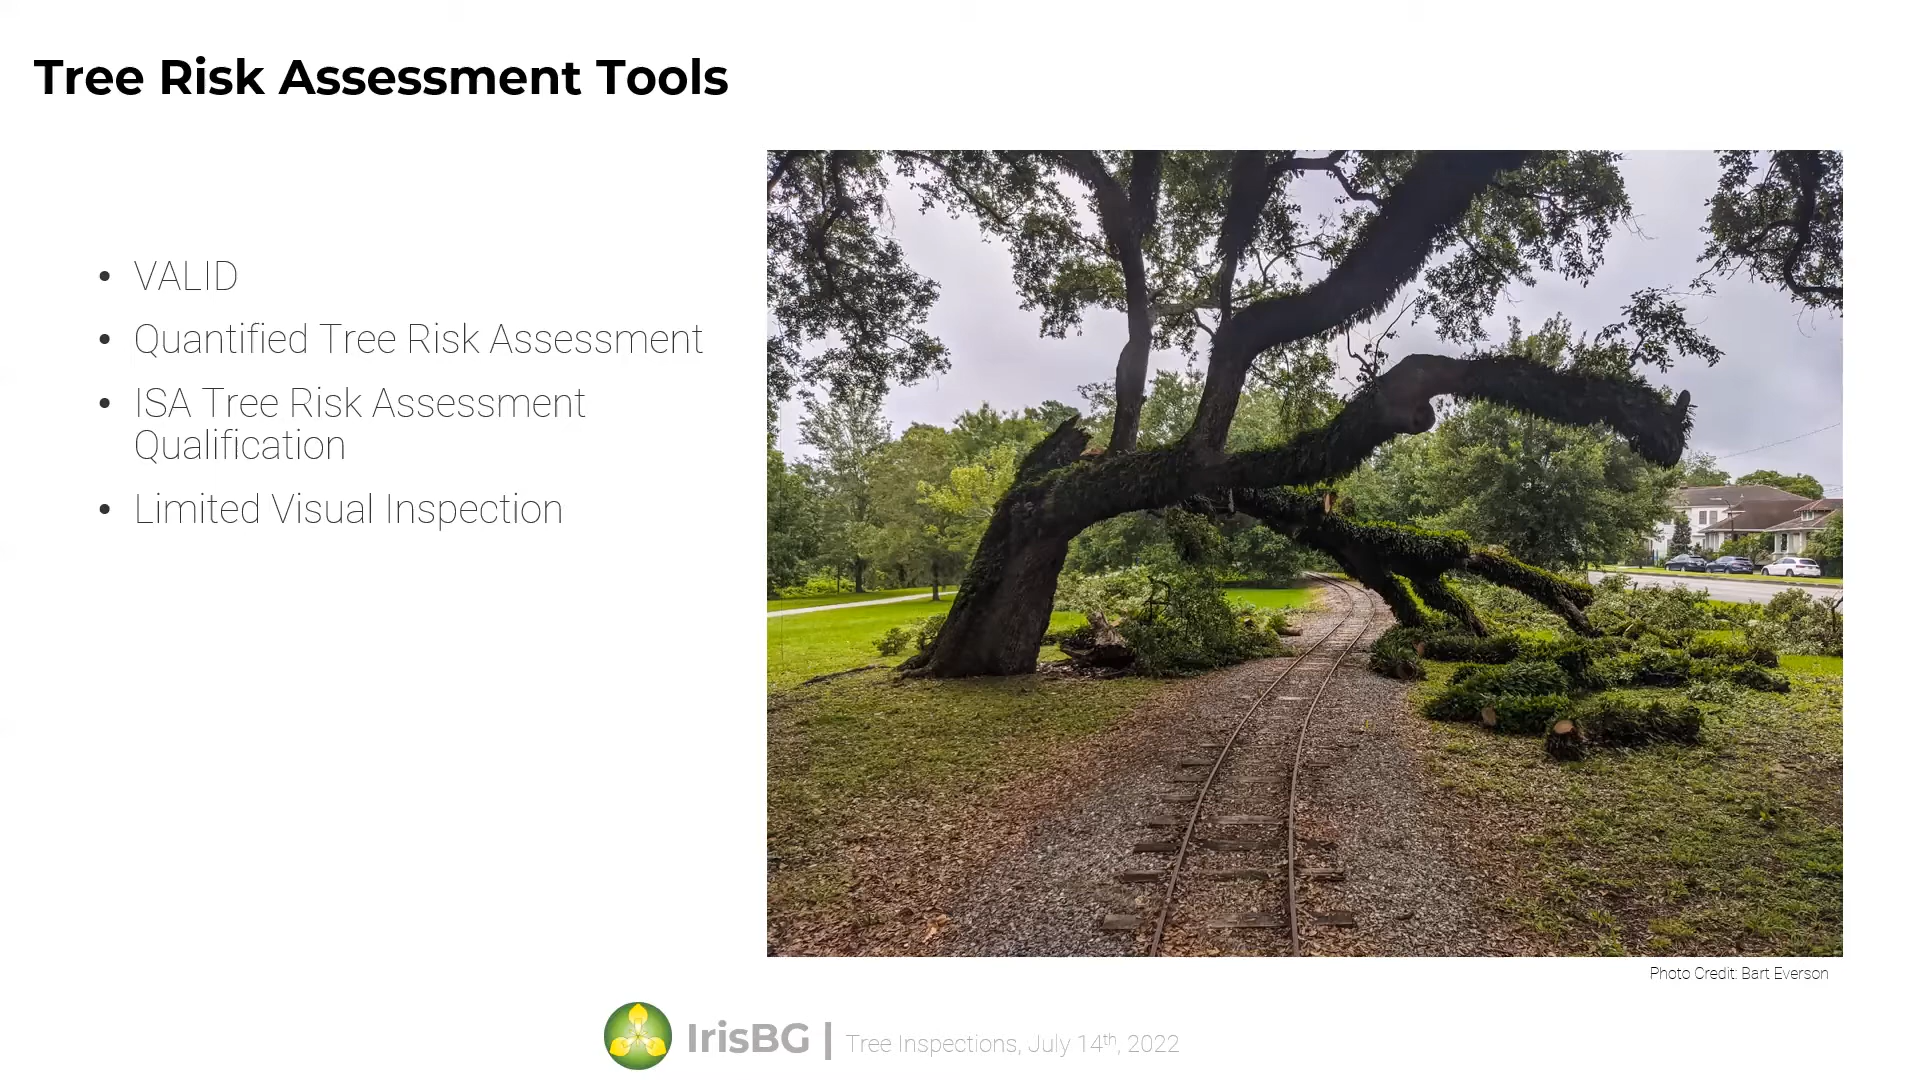 Tree Risk Assessment Tools
• VALID
• Quantified Tree Risk Assessment
• ISA Tree Risk Assessment
Qualification
• Limited Visual Inspection
Photo Credit: Bart Everson
IrisBG | Tree Inspections, July 14th, 2022